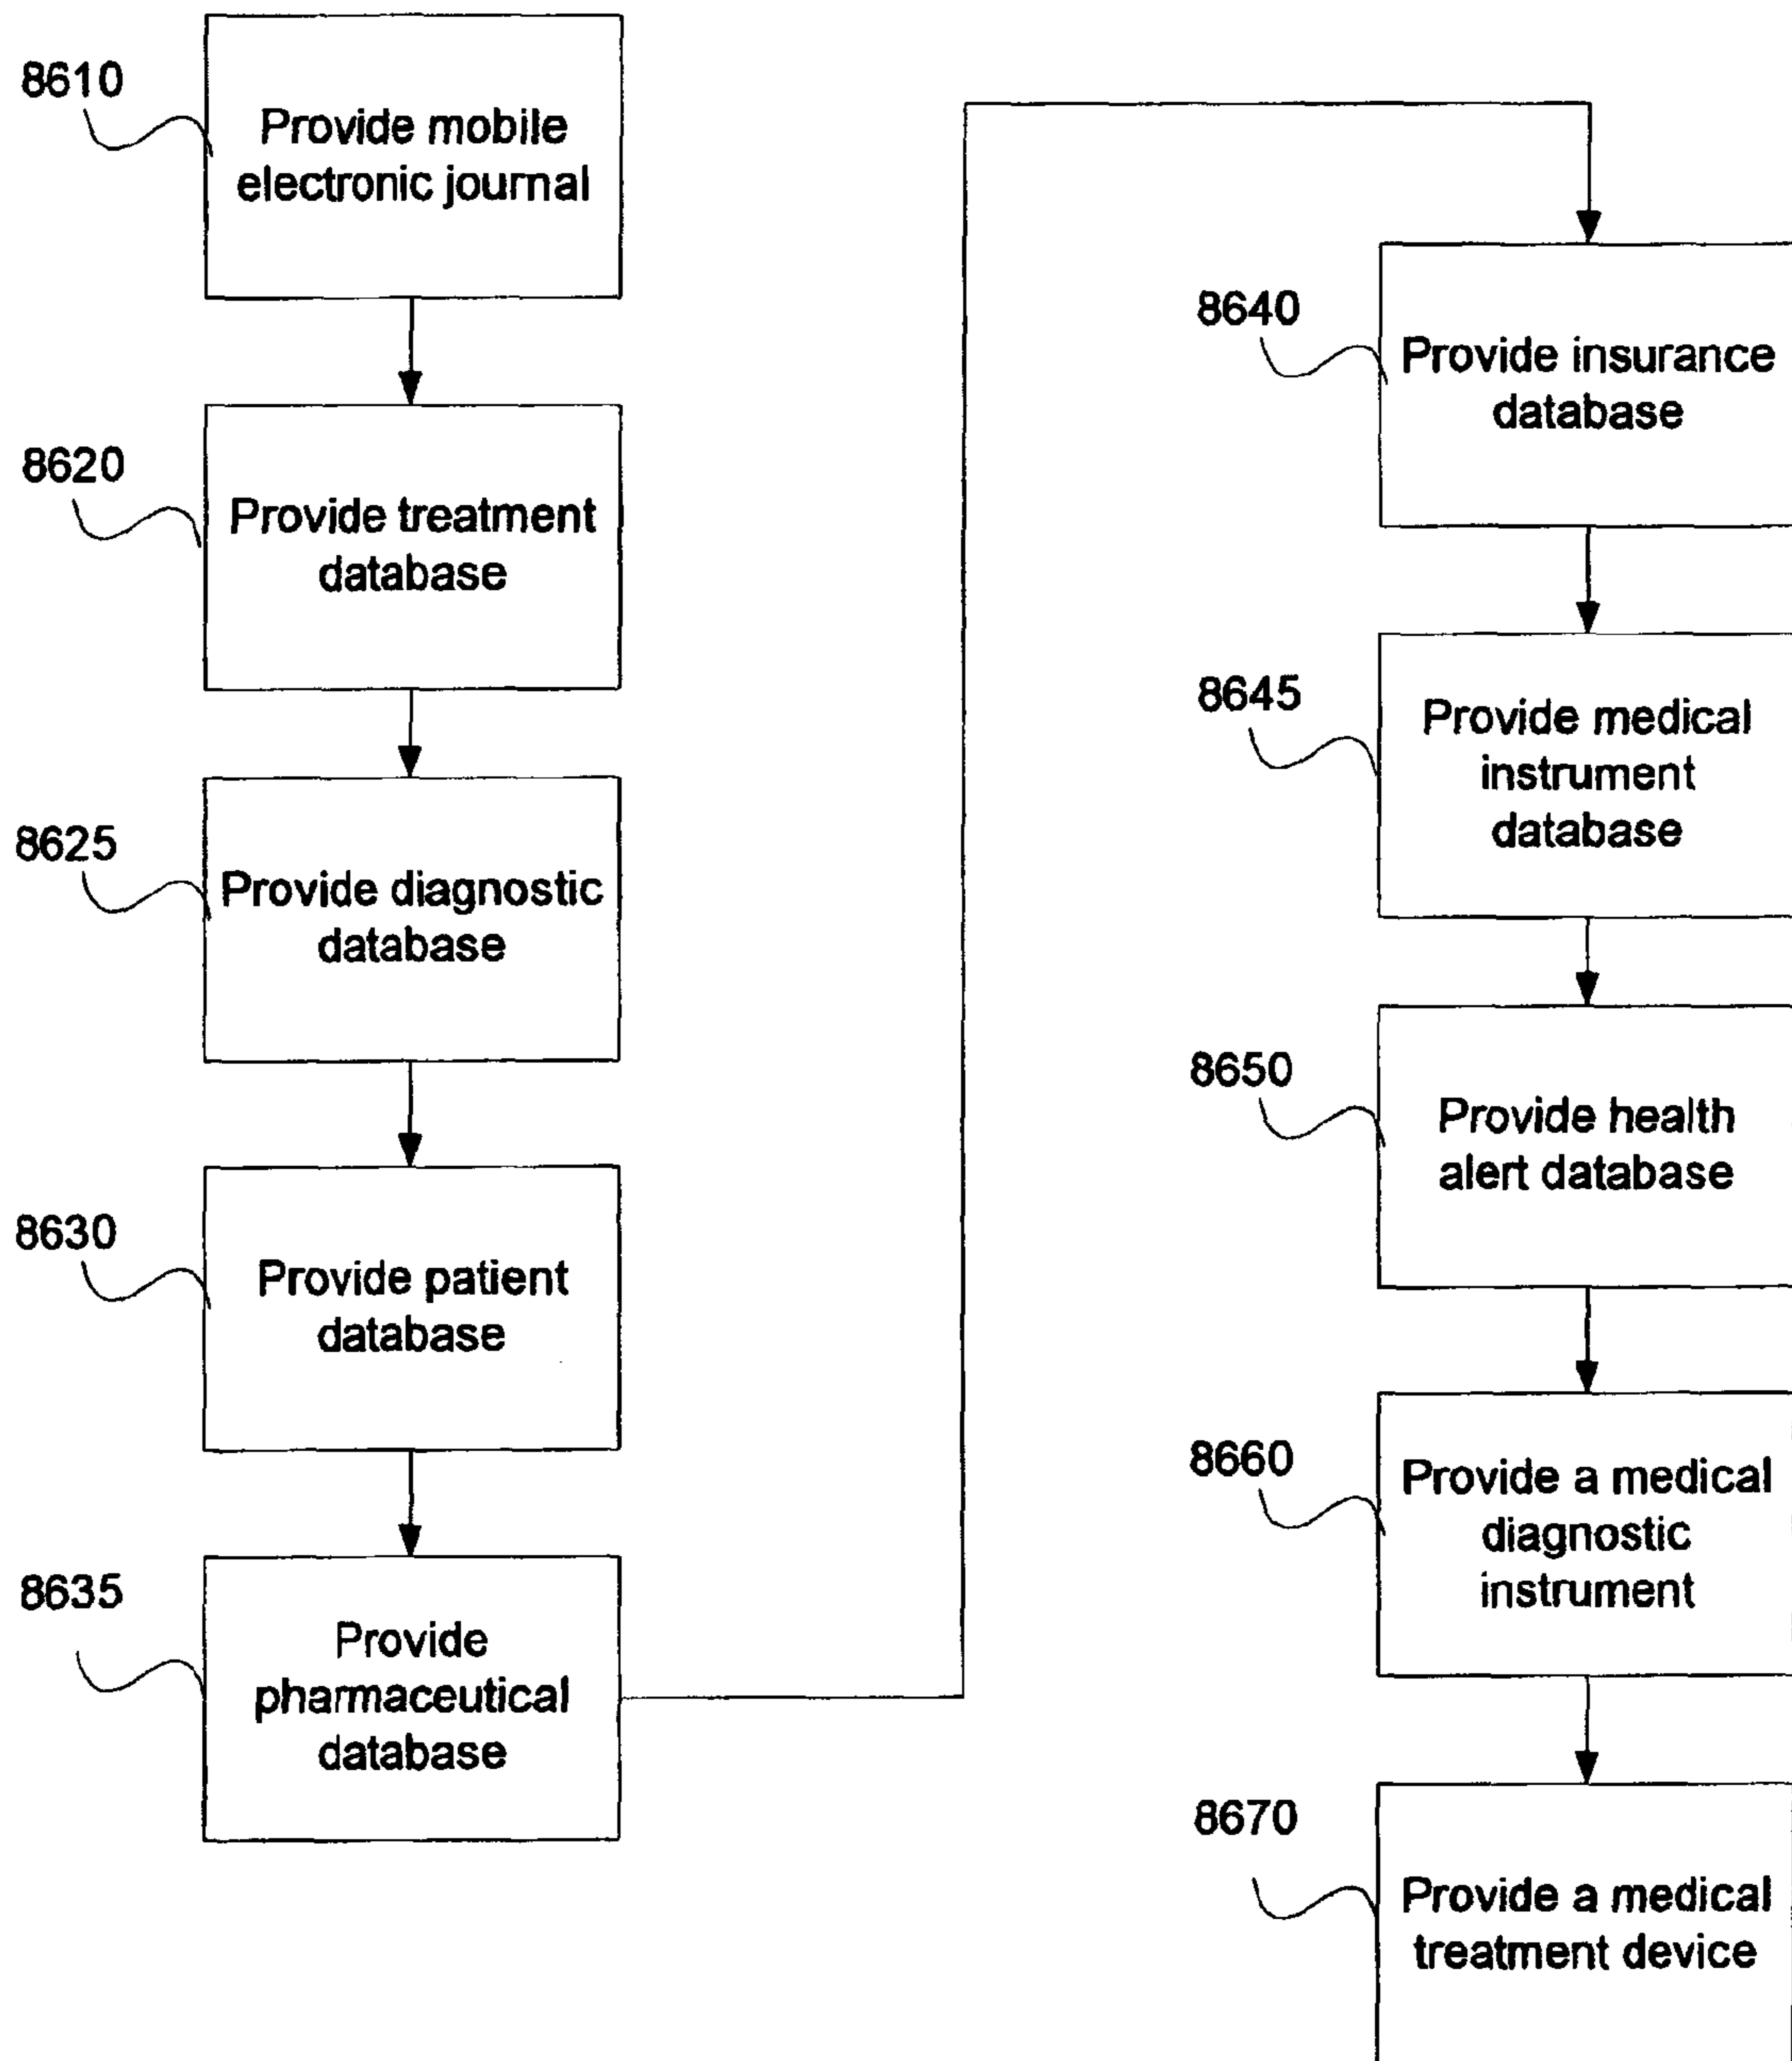 8610
Provide mobile
electronic journal
8620
Provide treatment
database
8625
Provide diagnostic
database
8630
Provide patient
database
8635
Provide
pharmaceutical
database
8640
Provide insurance
database
8645
Provide medical
instrument
database
8650
Provide health
alert database
8660
Provide a medical
diagnostic
instrument
8670
Provide a medical
treatment device